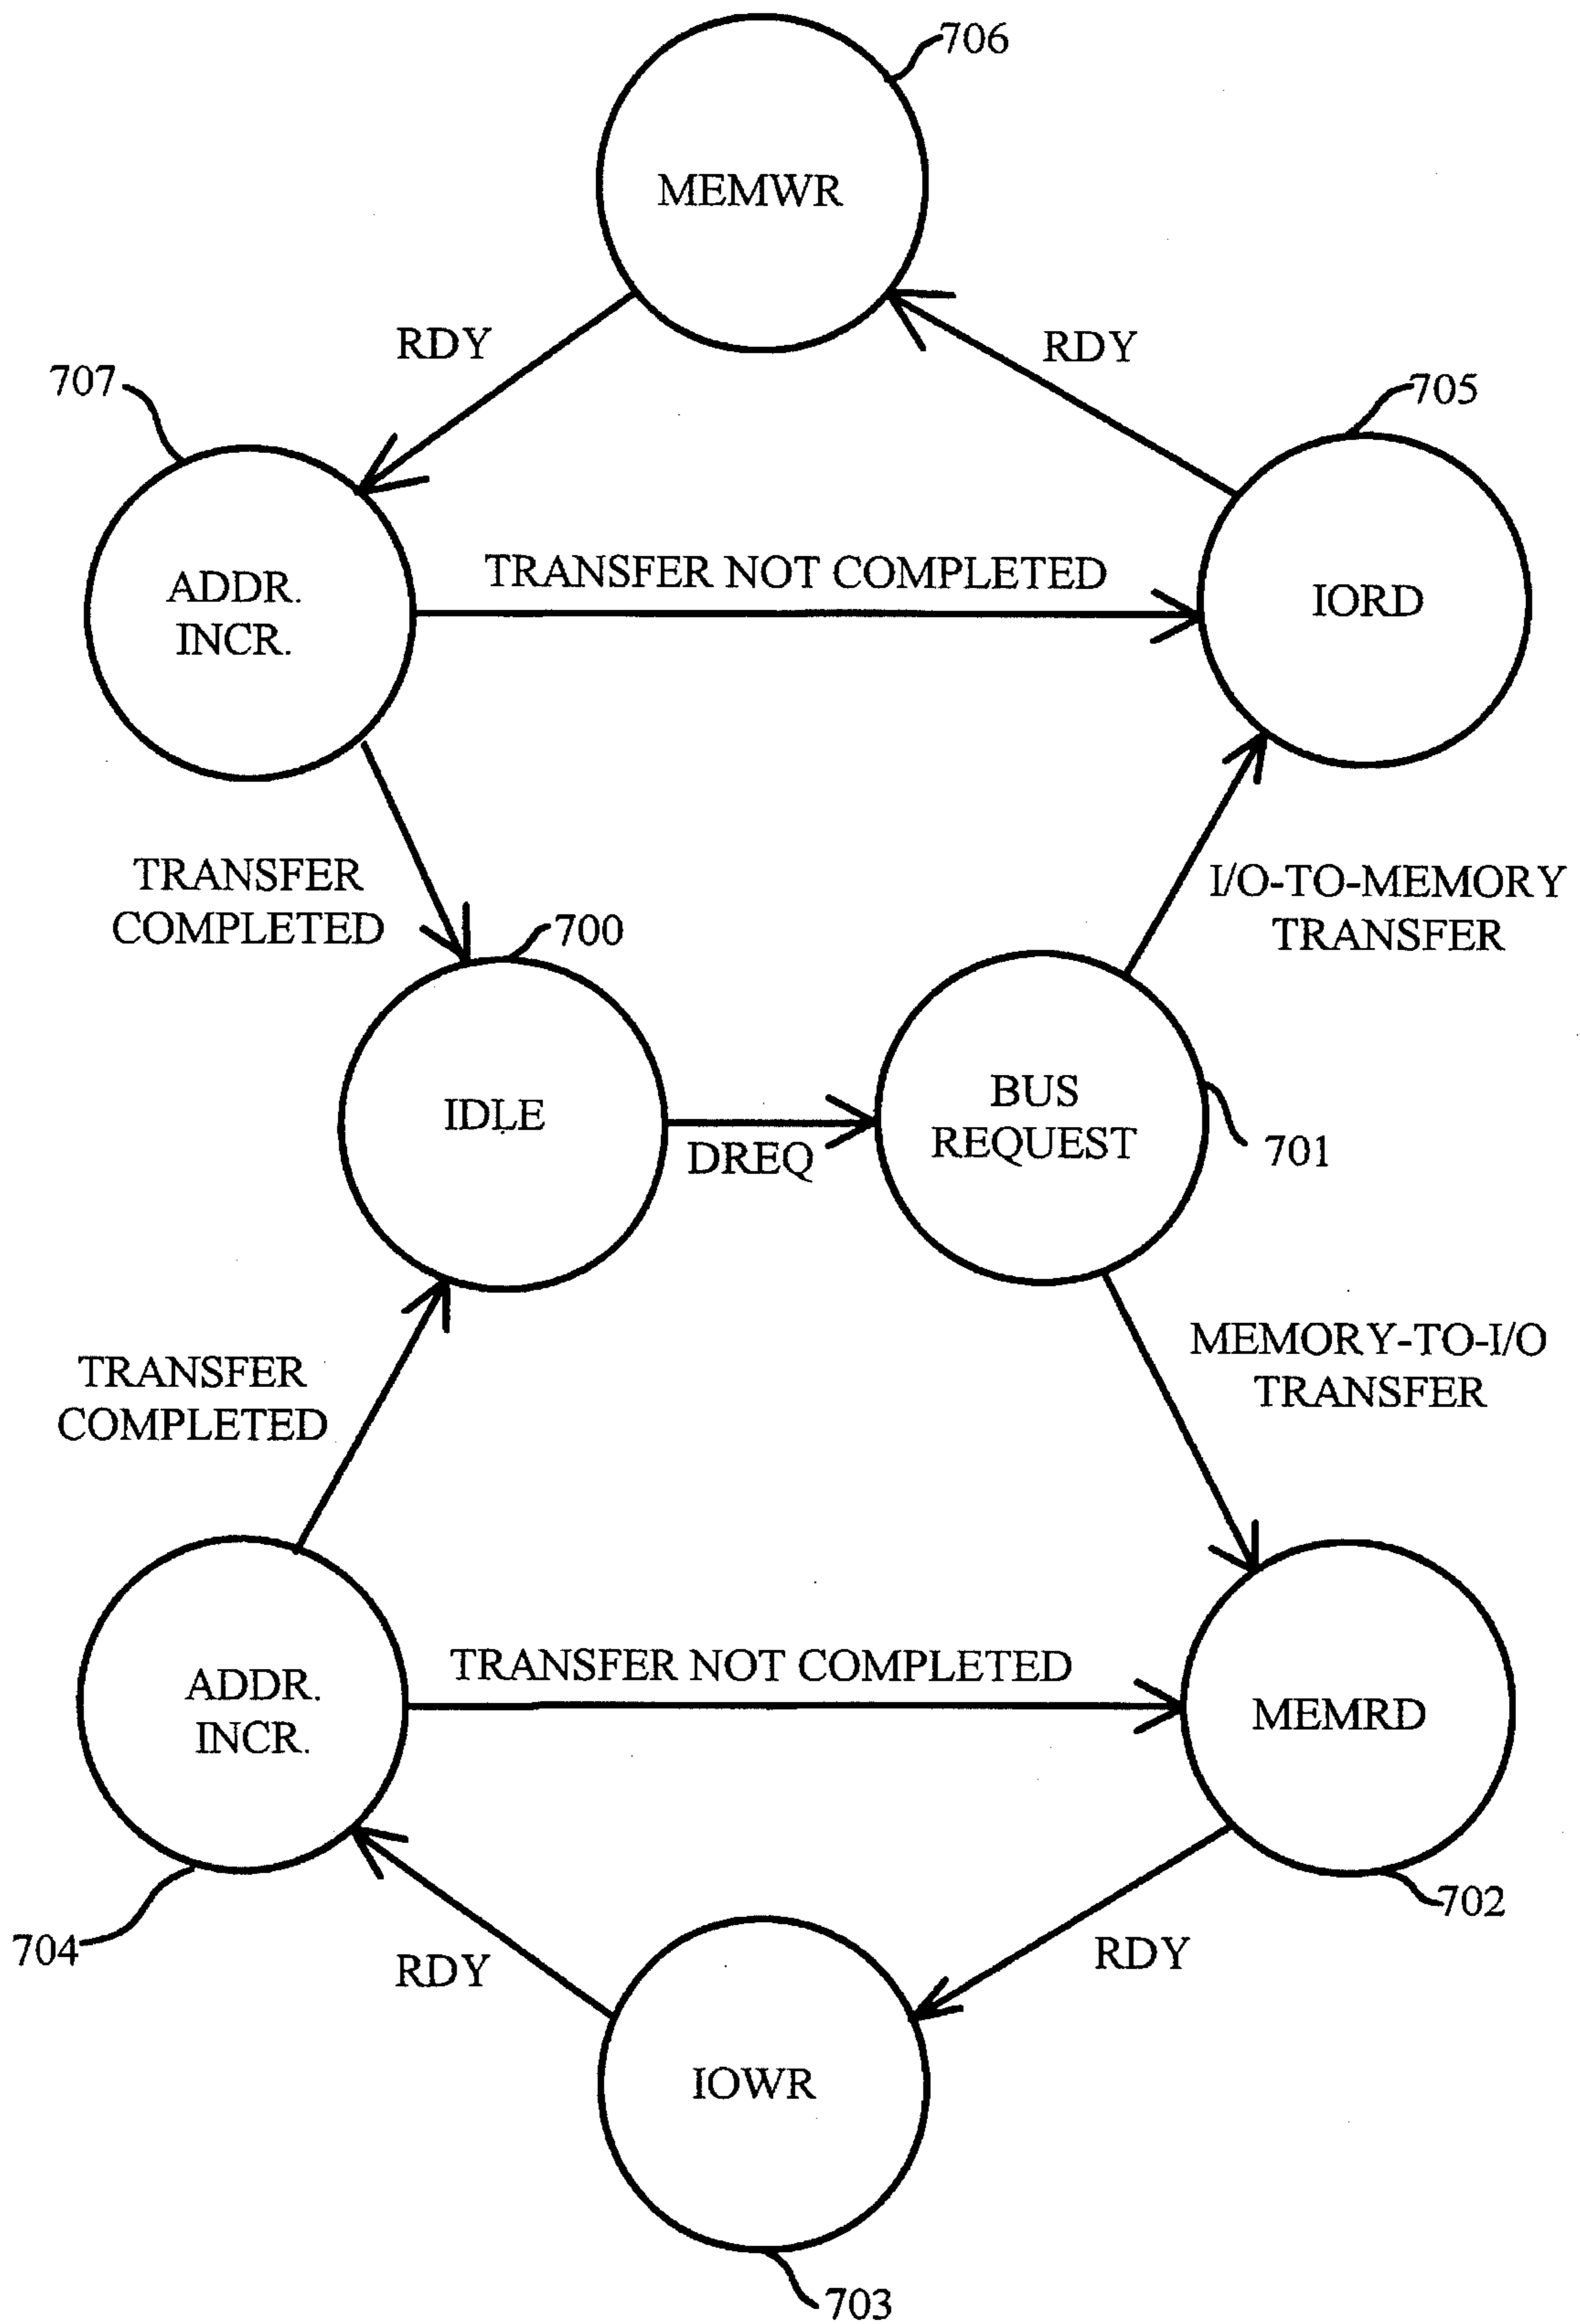 706
MEMWR
RDY
RDY
707
705
ADDR.
INCR.
TRANSFER NOT COMPLETED
IORD
TRANSFER
COMPLETED
I/O-TO-MEMORY
TRANSFER
700
IDLE
DREQ
BUS
REQUEST
701
TRANSFER
COMPLETED
MEMORY-TO-I/O
TRANSFER
ADDR.
INCR.
TRANSFER NOT COMPLETED
MEMRD
702
704
RDY
RDY
IOWR
703